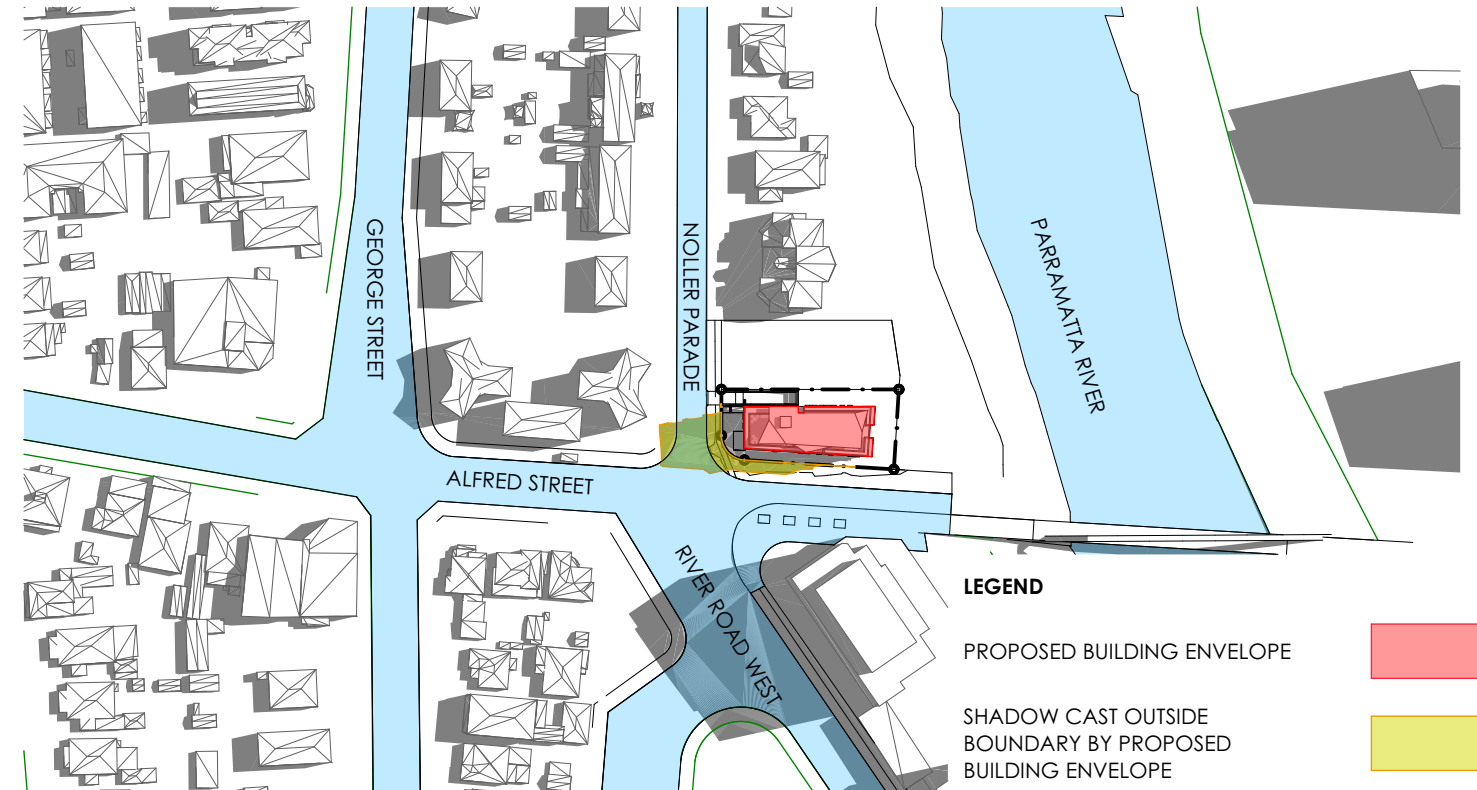 GEORGE STREET
NOLLER PARADE
PARRAMATTA RIVER
ALFRED STREET
RIVER ROAD WEST
LEGEND
PROPOSED BUILDING ENVELOPE
SHADOW CAST OUTSIDE
BOUNDARY BY PROPOSED
BUILDING ENVELOPE